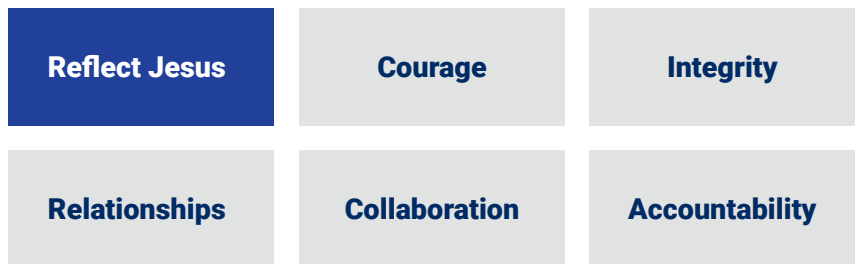 Reflect Jesus
Courage
Integrity
Relationships
Collaboration
Accountability